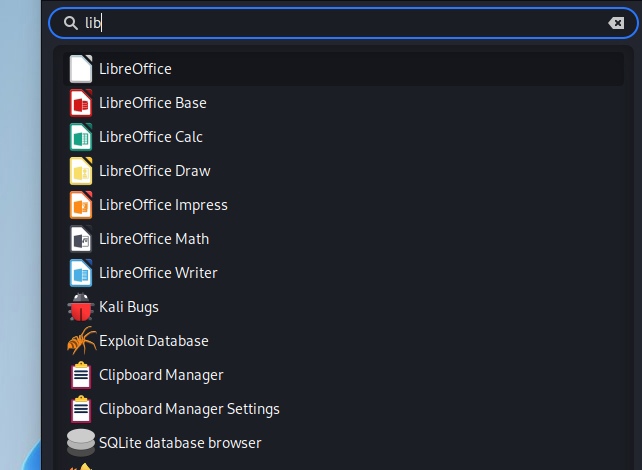 lib
LibreOffice
LibreOffice Base
LibreOffice Calc
LibreOffice Draw
LibreOffice Impress
LibreOffice Math
LibreOffice Writer
Kali Bugs
Exploit Database
Clipboard Manager
Clipboard Manager Settings
SQLite database browser